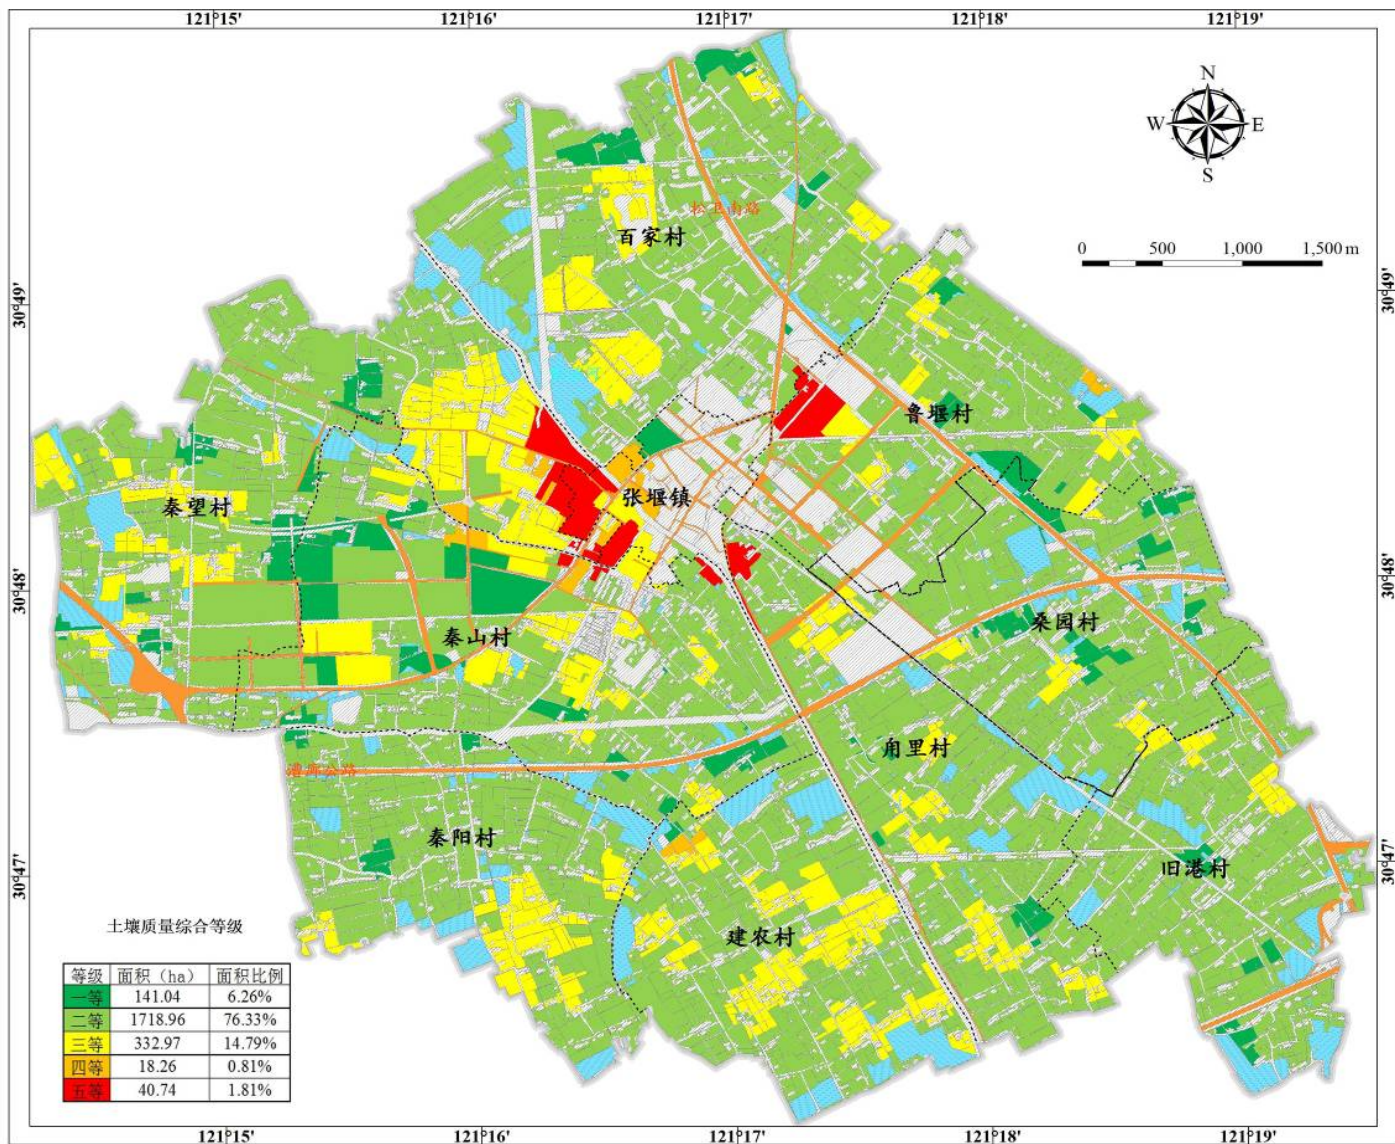 121°15'
121°16'
121°17'
121°18'
121°19'
N
W
E
S
松卫南路
百家村
0
500
1,000
1,500 m
30°49'
30°49'
鲁堰村
张堰镇
秦望村
30°48'
30°48'
桑园村
秦山村
甪里村
漕廊公路
秦阳村
30°47'
30°47'
旧港村
建农村
土壤质量综合等级
等级 面积（ha） 面积比例
一等 141.04 6.26%
二等 1718.96 76.33%
三等 332.97 14.79%
四等 18.26 0.81%
五等 40.74 1.81%
121°15'
121°16'
121°17'
121°18'
121°19'